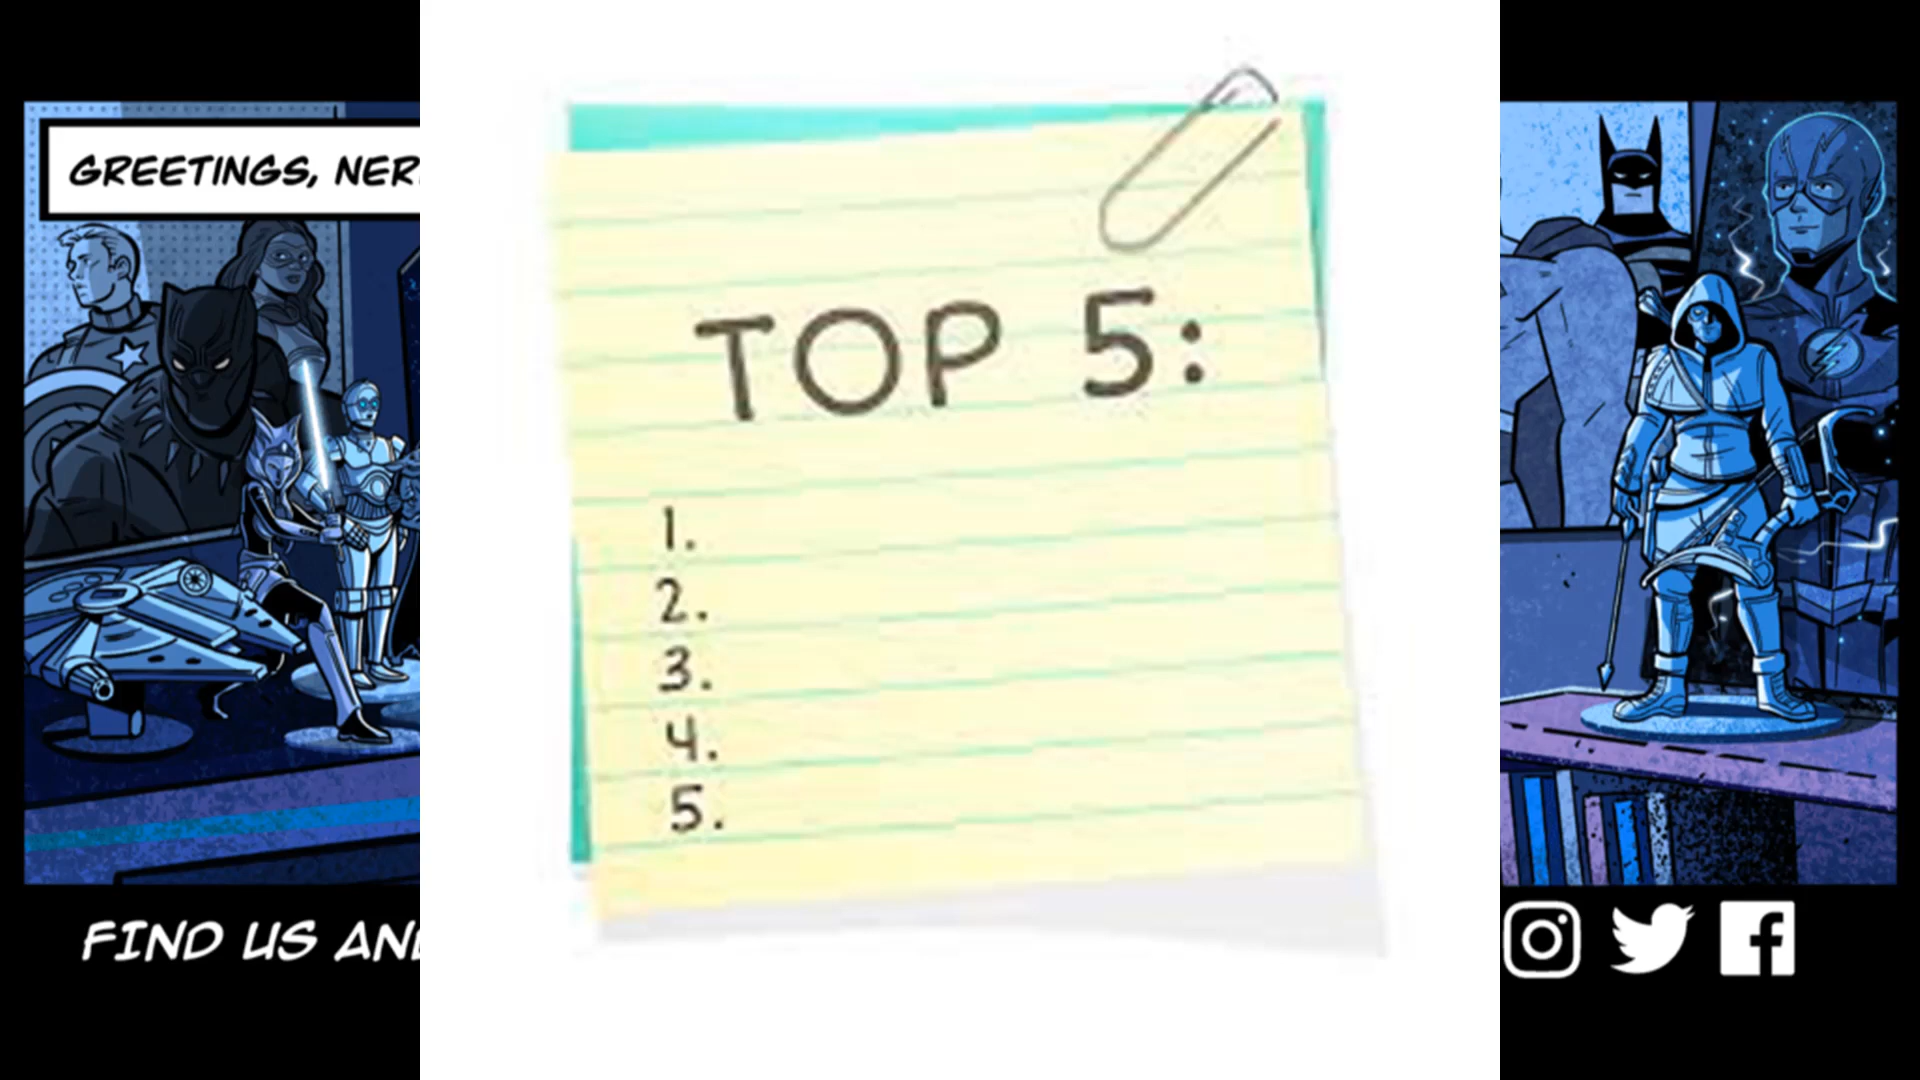 GREETINGS, NER
TOP 5:
1.
2.
3.
4.
5.
FIND US AN